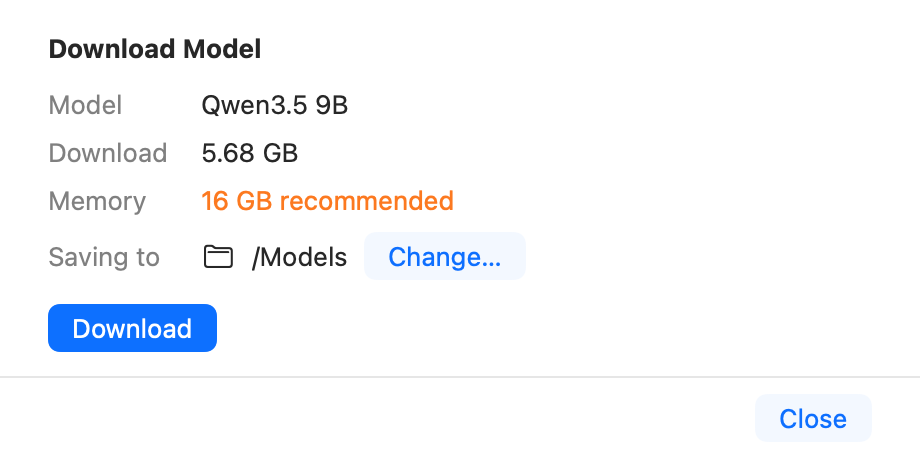 Download Model
Model Qwen3.5 9B
Download 5.68 GB
Memory 16 GB recommended
Saving to /Models Change...
Download
Close